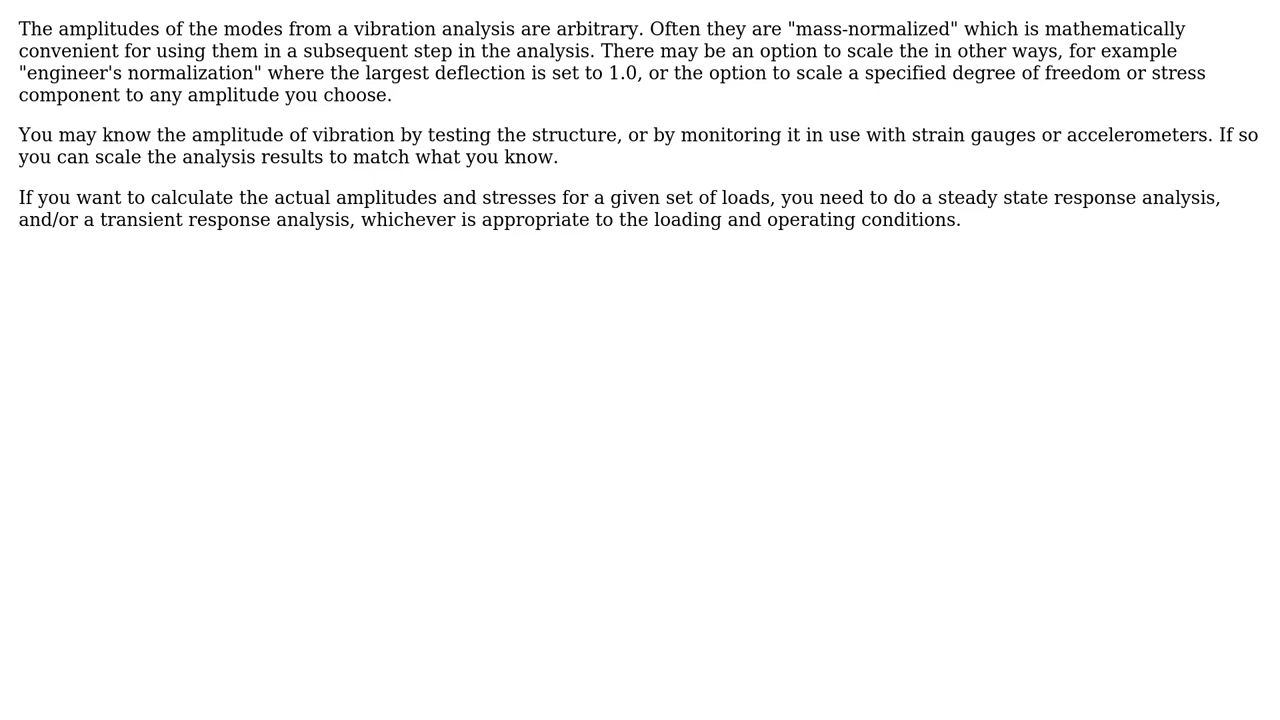 The amplitudes of the modes from a vibration analysis are arbitrary. Often they are "mass-normalized" which is mathematically
convenient for using them in a subsequent step in the analysis. There may be an option to scale the in other ways, for example
"engineer's normalization" where the largest deflection is set to 1.0, or the option to scale a specified degree of freedom or stress
component to any amplitude you choose.
You may know the amplitude of vibration by testing the structure, or by monitoring it in use with strain gauges or accelerometers. If so
you can scale the analysis results to match what you know.
If you want to calculate the actual amplitudes and stresses for a given set of loads, you need to do a steady state response analysis,
and/or a transient response analysis, whichever is appropriate to the loading and operating conditions.